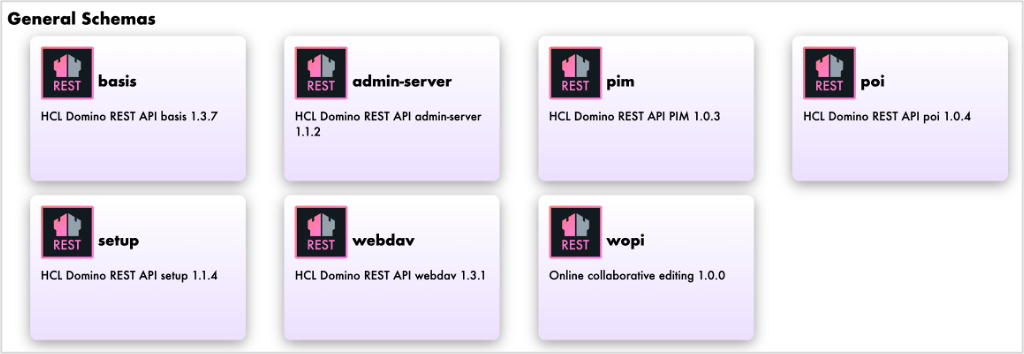 General Schemas
REST
basis
HCL Domino REST API basis 1.3.7
REST
admin-server
HCL Domino REST API admin-server
1.1.2
REST
pim
HCL Domino REST API PIM 1.0.3
REST
poi
HCL Domino REST API poi 1.0.4
REST
setup
HCL Domino REST API setup 1.1.4
REST
webdav
HCL Domino REST API webdav 1.3.1
REST
wopi
Online collaborative editing 1.0.0